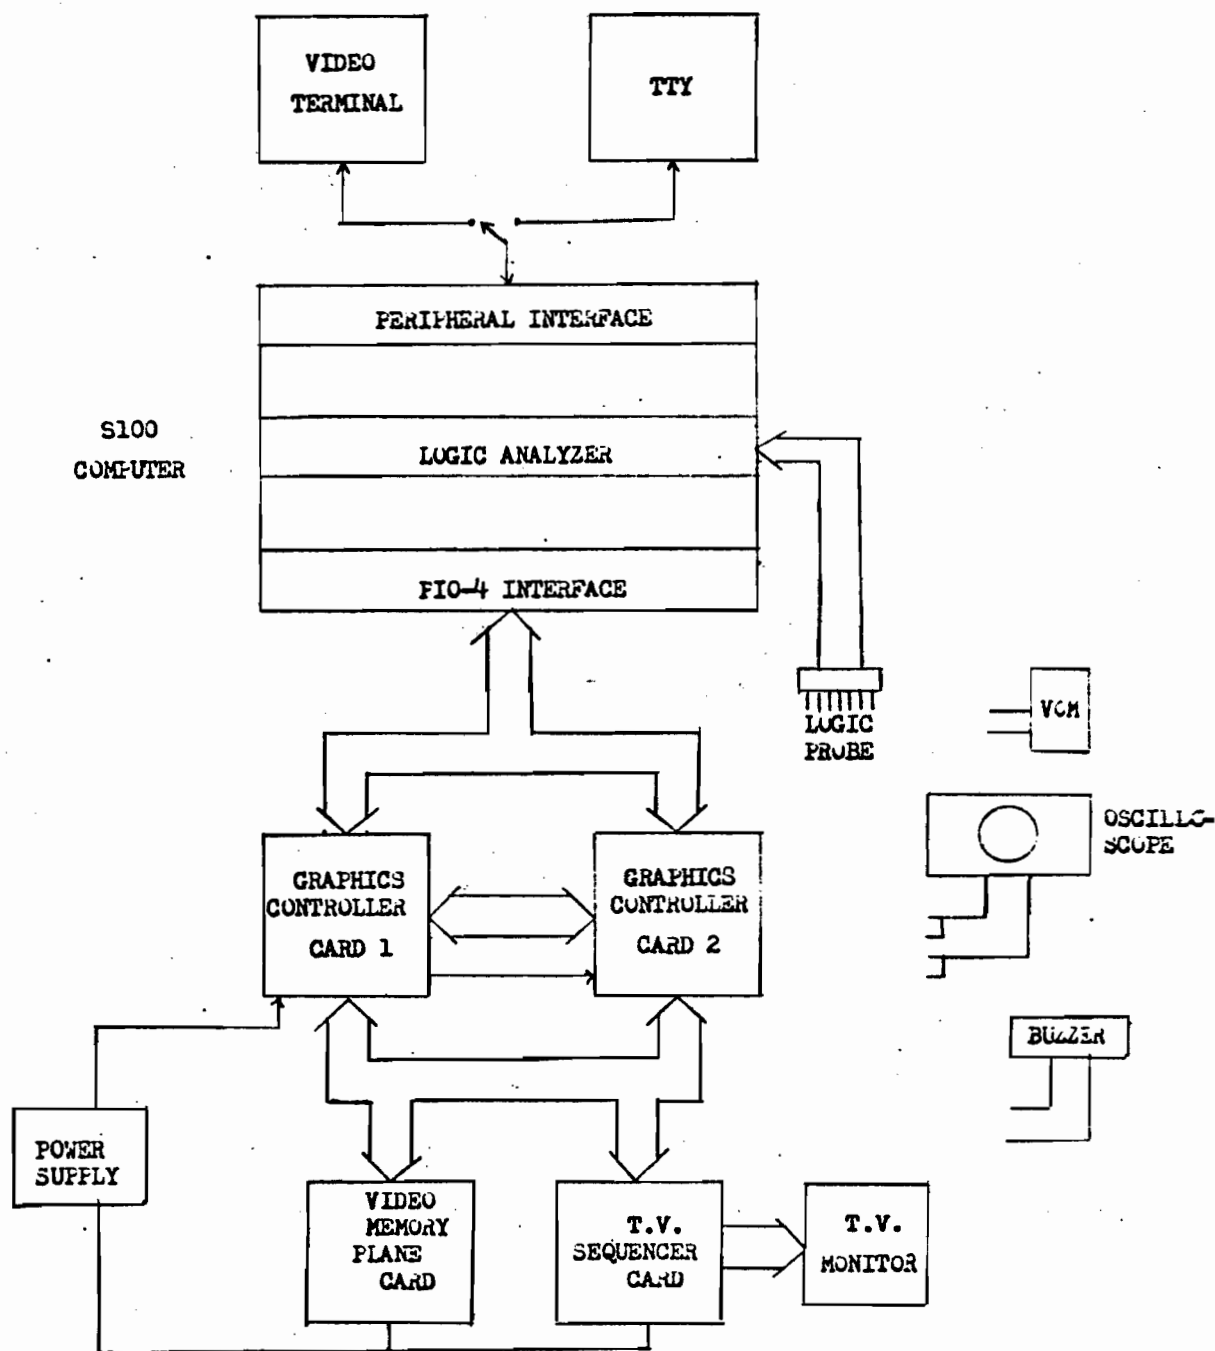 VIDEO
TERMINAL
TTY
PERIPHERAL INTERFACE
S100
COMPUTER
LOGIC ANALYZER
PIO-4 INTERFACE
LOGIC
PROBE
VOM
OSCILLO-
SCOPE
GRAPHICS
CONTROLLER
CARD 1
GRAPHICS
CONTROLLER
CARD 2
BUZZER
POWER
SUPPLY
VIDEO
MEMORY
PLANE
CARD
T.V.
SEQUENCER
CARD
T.V.
MONITOR